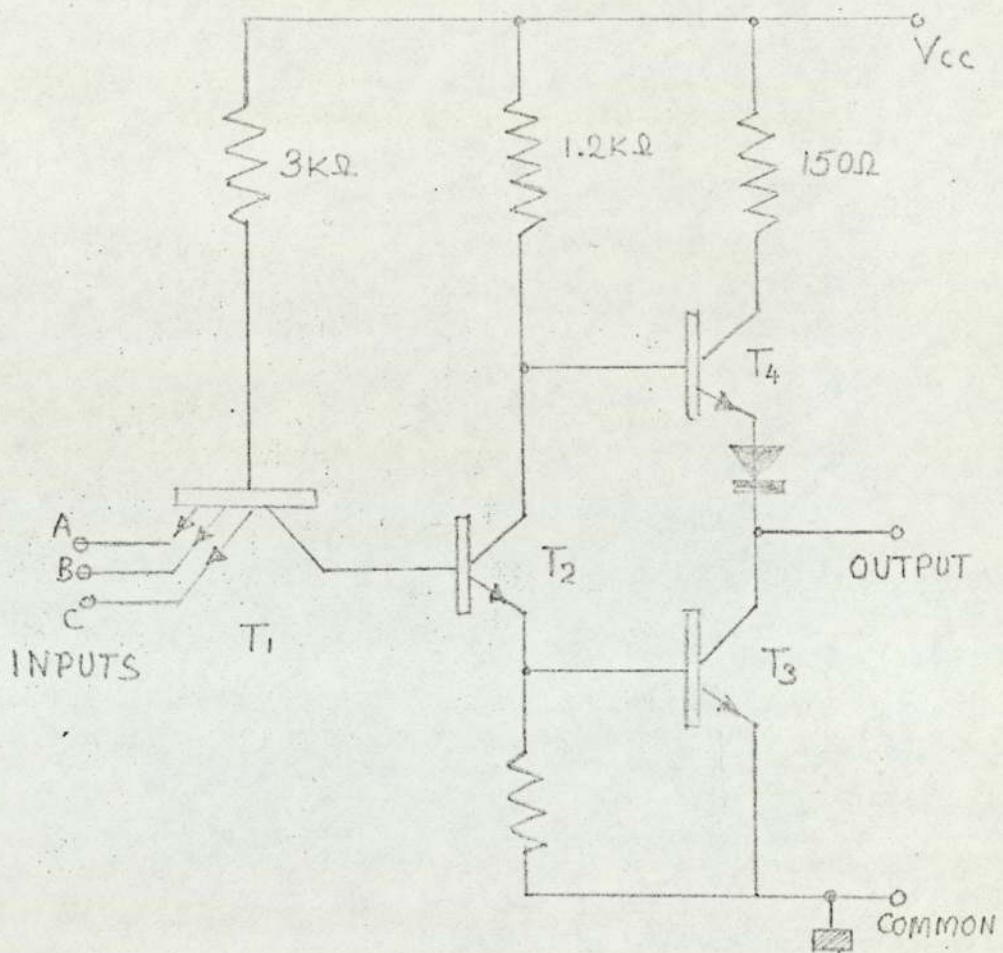 Vcc
3KΩ
1.2KΩ
150Ω
T4
A
B
C
INPUTS
T1
T2
OUTPUT
T3
COMMON